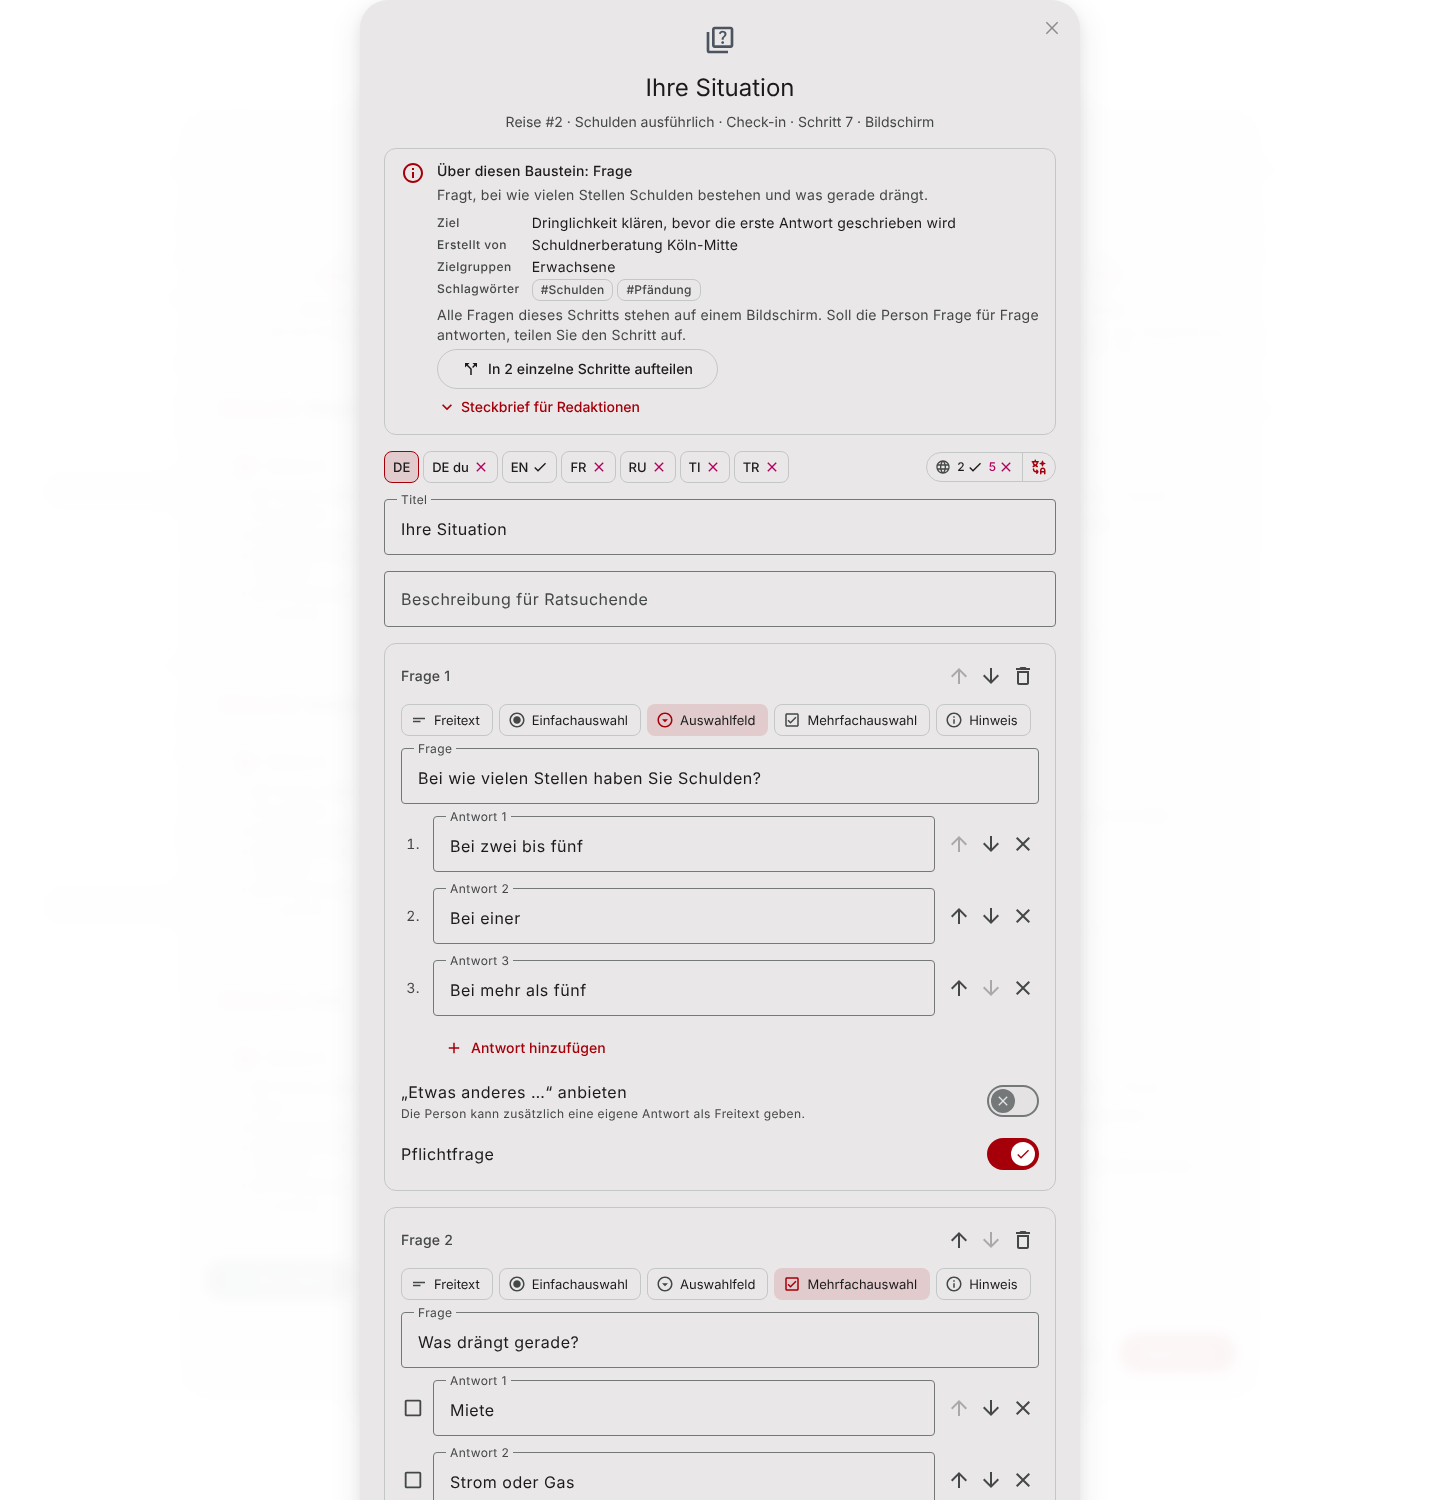 Ihre Situation
Reise #2 · Schulden ausführlich · Check-in · Schritt 7 · Bildschirm
Über diesen Baustein: Frage
Fragt, bei wie vielen Stellen Schulden bestehen und was gerade drängt.
Ziel Dringlichkeit klären, bevor die erste Antwort geschrieben wird
Erstellt von Schuldnerberatung Köln-Mitte
Zielgruppen Erwachsene
Schlagwörter #Schulden #Pfändung
Alle Fragen dieses Schritts stehen auf einem Bildschirm. Soll die Person Frage für Frage
antworten, teilen Sie den Schritt auf.
In 2 einzelne Schritte aufteilen
Steckbrief für Redaktionen
DE DE du EN FR RU TI TR 2 5
Titel
Ihre Situation
Beschreibung für Ratsuchende
Frage 1
Freitext Einfachauswahl Auswahlfeld Mehrfachauswahl Hinweis
Frage
Bei wie vielen Stellen haben Sie Schulden?
Antwort 1
1. Bei zwei bis fünf
Antwort 2
2. Bei einer
Antwort 3
3. Bei mehr als fünf
Antwort hinzufügen
„Etwas anderes …“ anbieten
Die Person kann zusätzlich eine eigene Antwort als Freitext geben.
Pflichtfrage
Frage 2
Freitext Einfachauswahl Auswahlfeld Mehrfachauswahl Hinweis
Frage
Was drängt gerade?
Antwort 1
Miete
Antwort 2
Strom oder Gas